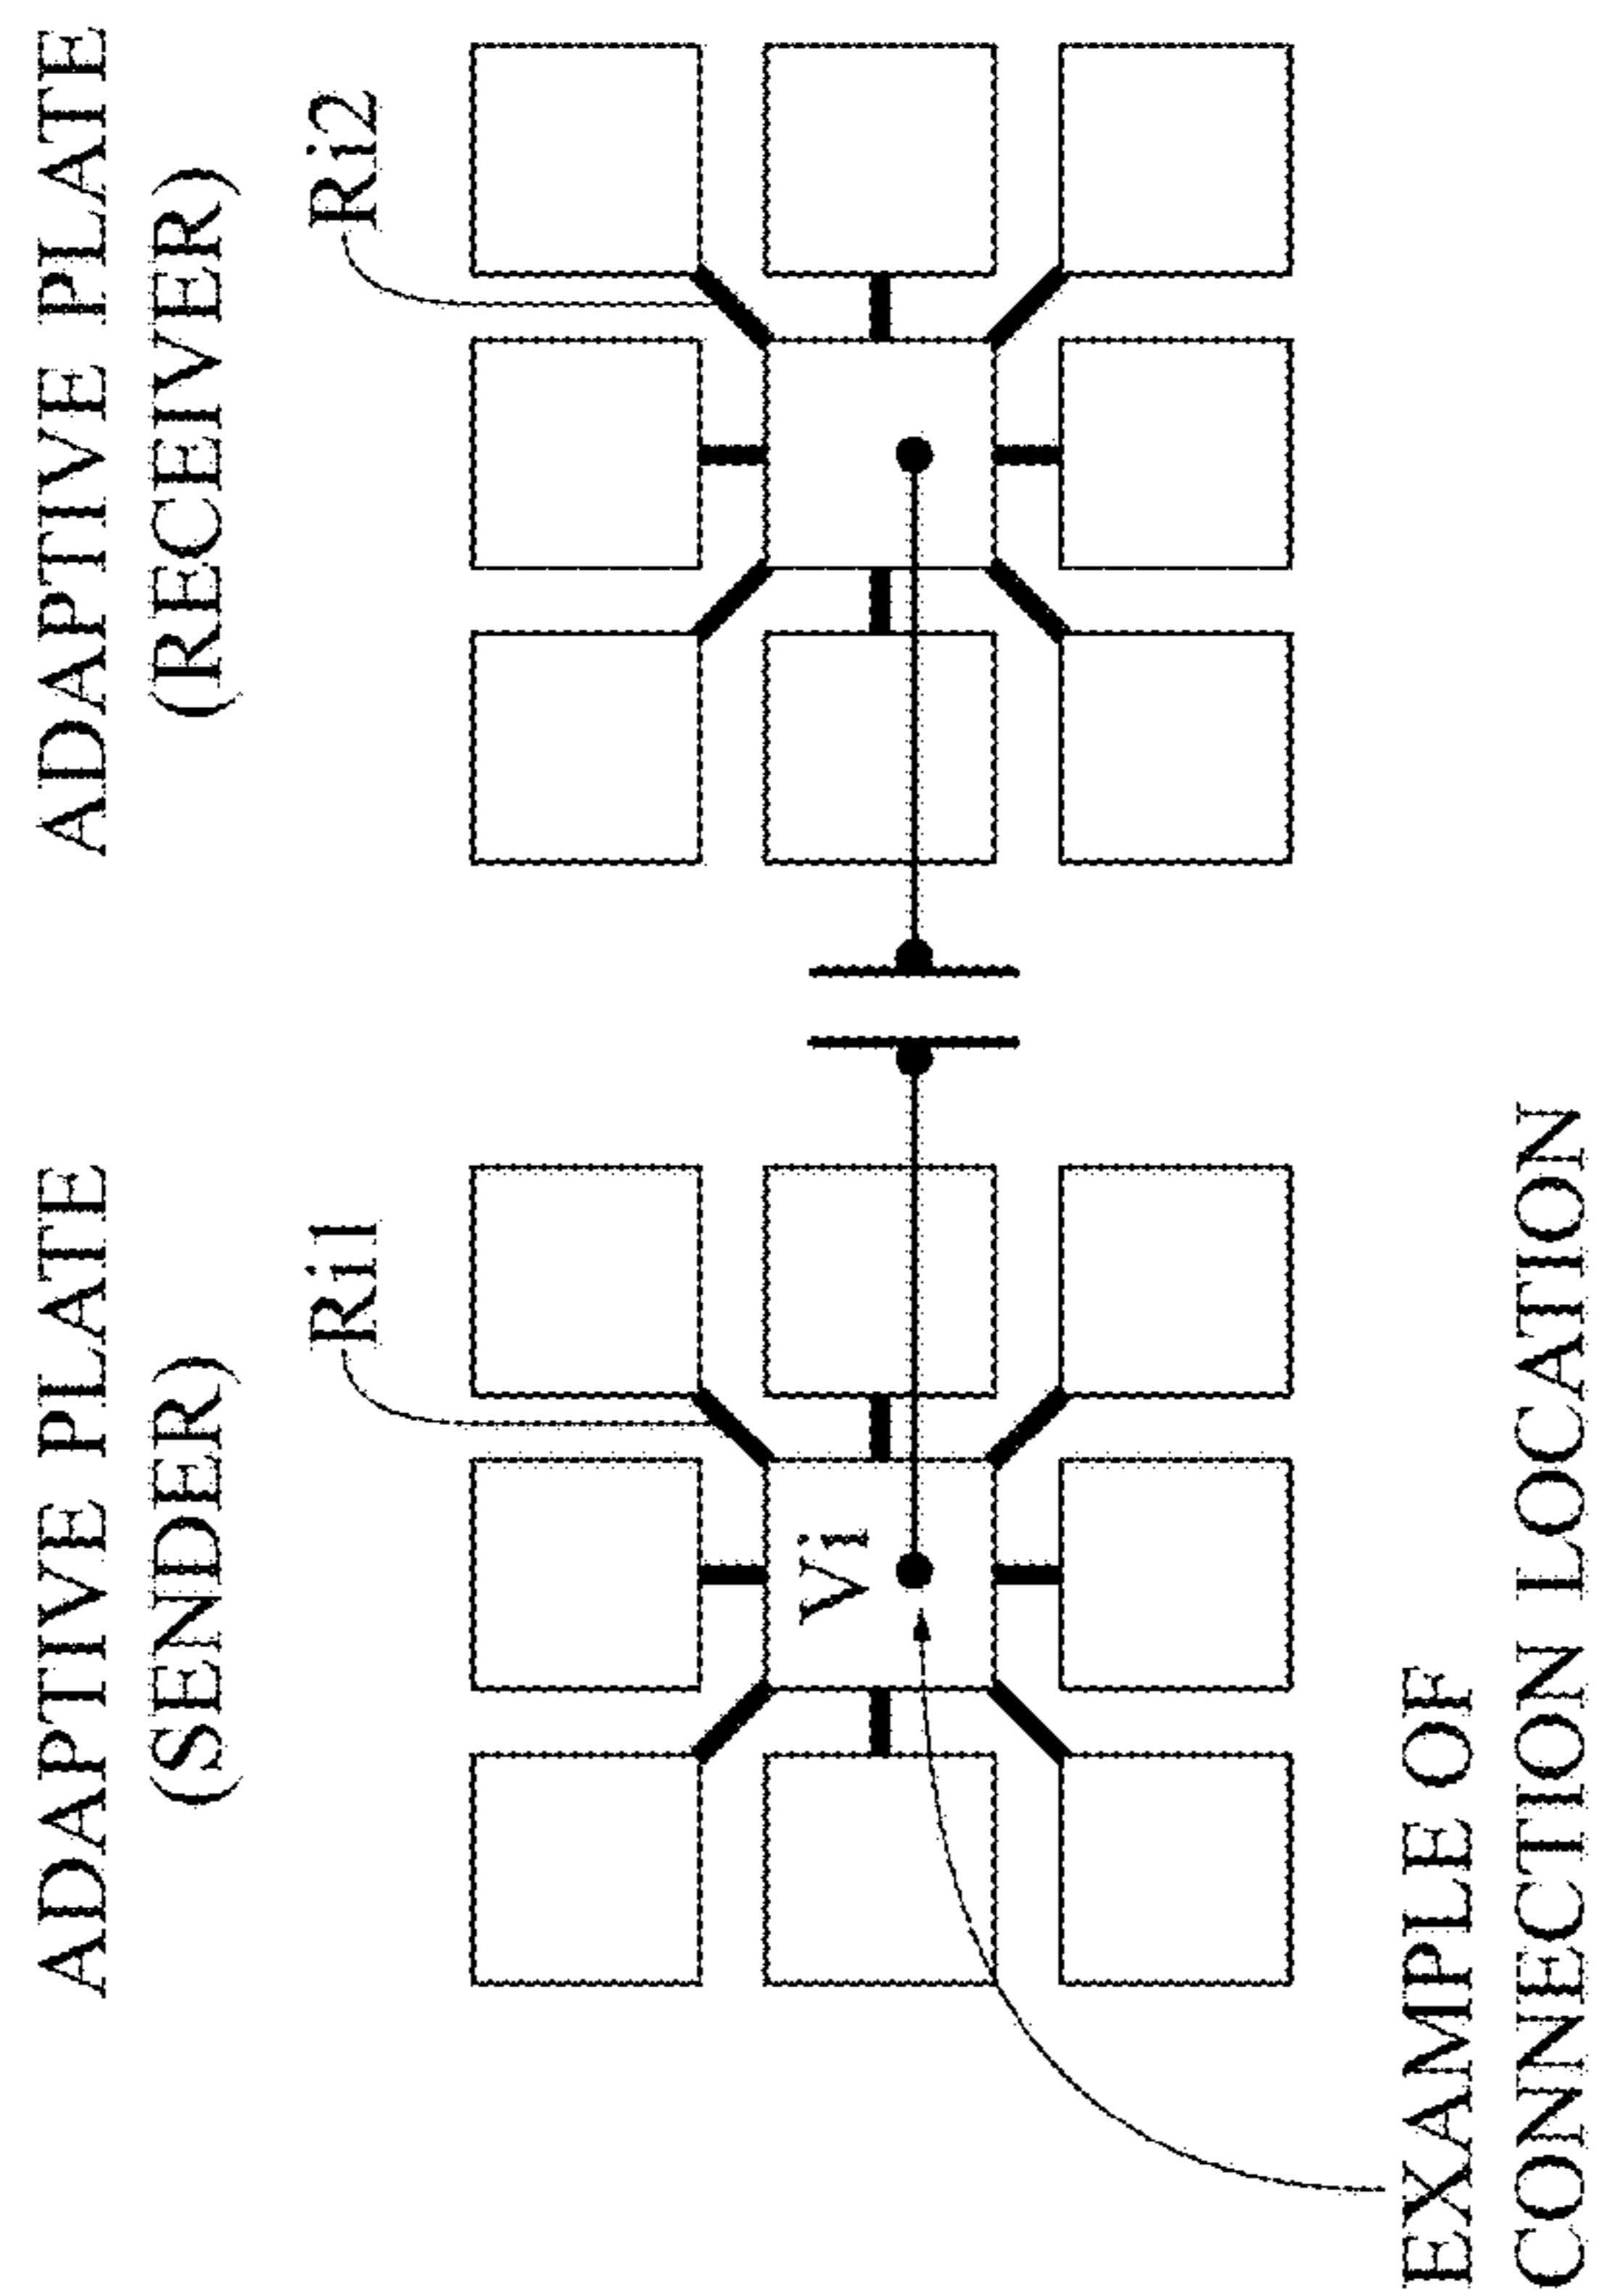 ADAPTIVE PLATE
(SENDER)
ADAPTIVE PLATE
(RECEIVER)
Ri1
Ri2
Vi
EXAMPLE OF
CONNECTION LOCATION